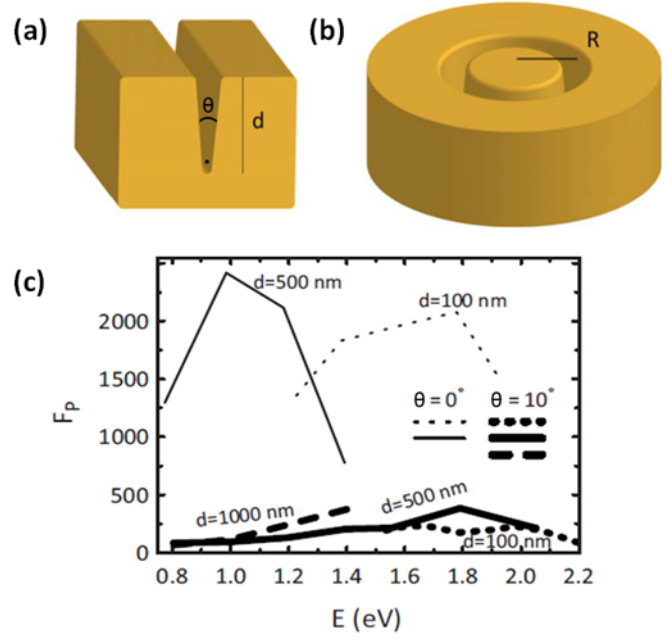 (a)
θ
d
(b)
R
(c)
d=500 nm
d=100 nm
θ = 0° θ = 10°
d=1000 nm
d=500 nm
d=100 nm
F_P
2000
1500
1000
500
0
0.8 1.0 1.2 1.4 1.6 1.8 2.0 2.2
E (eV)